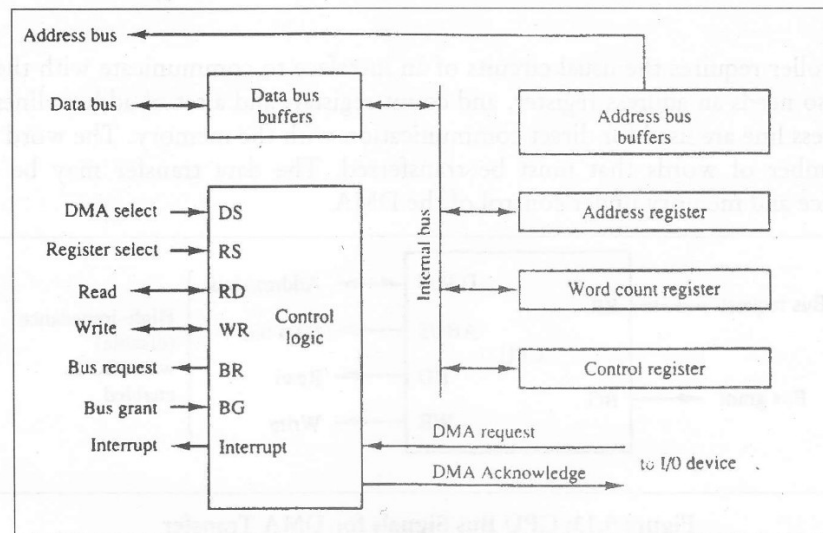 Address bus
Data bus
Data bus
buffers
Address bus
buffers
Internal bus
DMA select
DS
Register select
RS
Read
RD
Write
WR
Control
logic
Bus request
BR
Bus grant
BG
Interrupt
Interrupt
Address register
Word count register
Control register
DMA request
DMA Acknowledge
to I/0 device